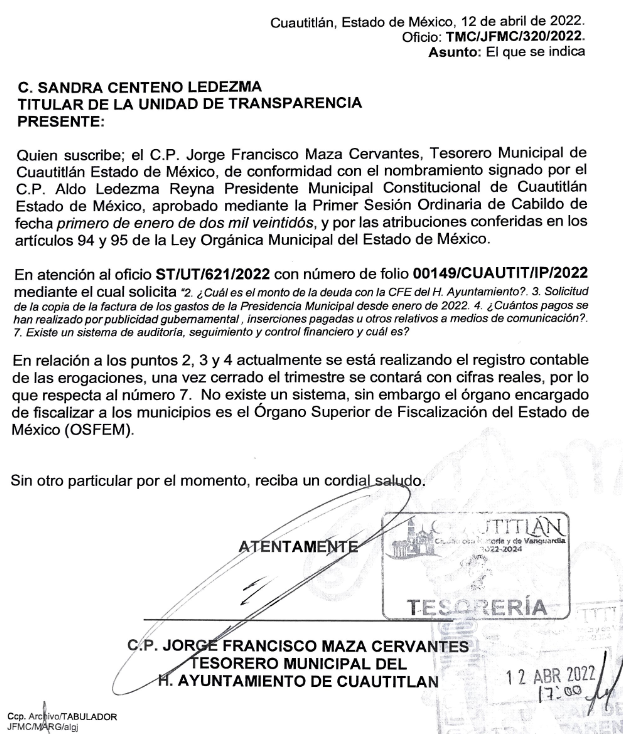 Cuautitlán, Estado de México, 12 de abril de 2022.
Oficio: TMC/JFMC/320/2022.
Asunto: El que se indica
C. SANDRA CENTENO LEDEZMA
TITULAR DE LA UNIDAD DE TRANSPARENCIA
PRESENTE:
Quien suscribe; el C.P. Jorge Francisco Maza Cervantes, Tesorero Municipal de
Cuautitlán Estado de México, de conformidad con el nombramiento signado por el
C.P. Aldo Ledezma Reyna Presidente Municipal Constitucional de Cuautitlán
Estado de México, aprobado mediante la Primer Sesión Ordinaria de Cabildo de
fecha primero de enero de dos mil veintidós, y por las atribuciones conferidas en los
artículos 94 y 95 de la Ley Orgánica Municipal del Estado de México.
En atención al oficio ST/UT/621/2022 con número de folio 00149/CUAUTIT/IP/2022
mediante el cual solicita "2. ¿Cuál es el monto de la deuda con la CFE del H. Ayuntamiento?. 3. Solicitud
de la copia de la factura de los gastos de la Presidencia Municipal desde enero de 2022. 4. ¿Cuántos pagos se
han realizado por publicidad gubernamental , inserciones pagadas u otros relativos a medios de comunicación?.
7. Existe un sistema de auditoría, seguimiento y control financiero y cuál es?
En relación a los puntos 2, 3 y 4 actualmente se está realizando el registro contable
de las erogaciones, una vez cerrado el trimestre se contará con cifras reales, por lo
que respecta al número 7. No existe un sistema, sin embargo el órgano encargado
de fiscalizar a los municipios es el Órgano Superior de Fiscalización del Estado de
México (OSFEM).
Sin otro particular por el momento, reciba un cordial saludo.
ATENTAMENTE
CUAUTITLÁN
y de Vanguardia
2022-2024
TESORERÍA
C.P. JORGE FRANCISCO MAZA CERVANTES
TESORERO MUNICIPAL DEL
H. AYUNTAMIENTO DE CUAUTITLAN
12 ABR 2022
17:00
Ccp. Archivo/TABULADOR
JFMC/MARG/algj